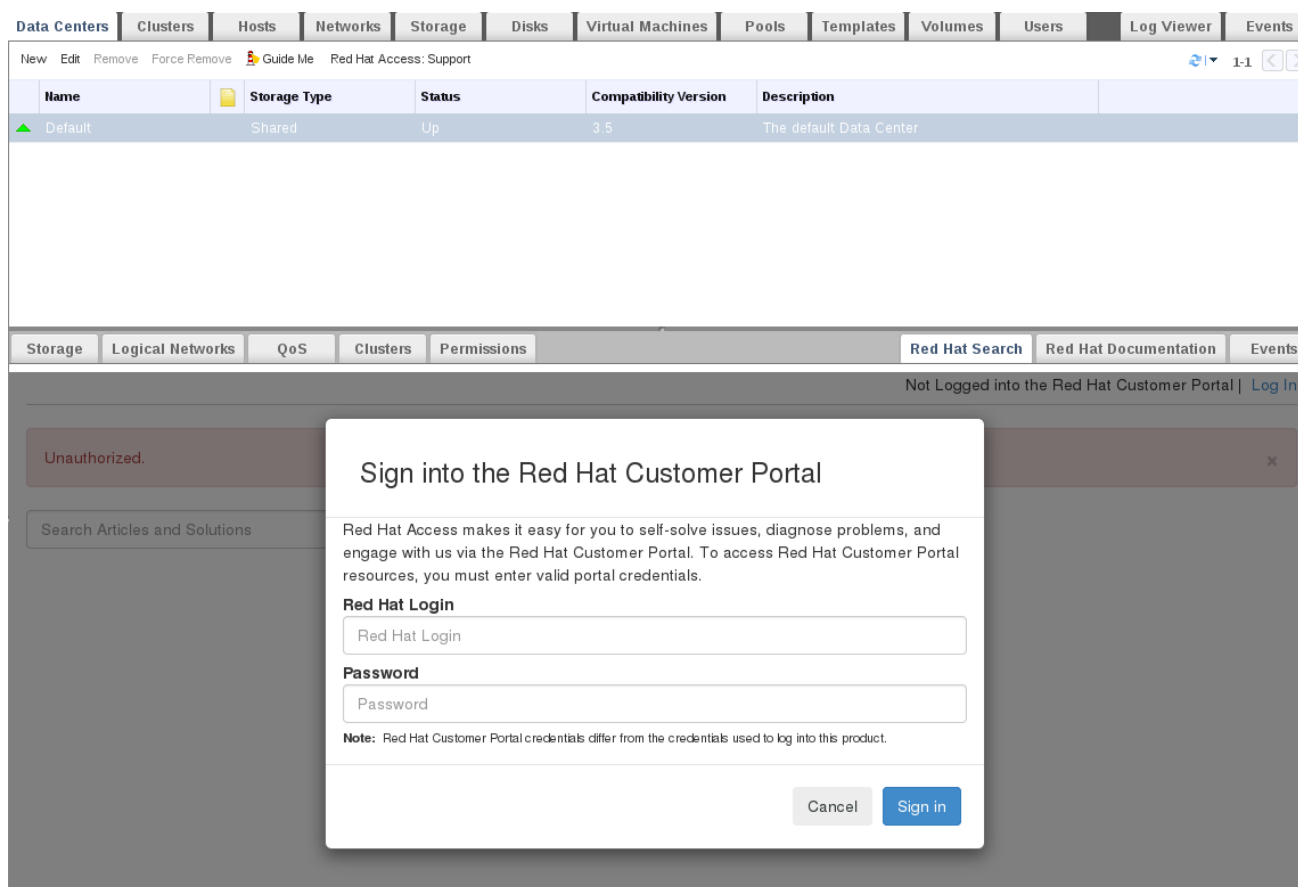 Data Centers Clusters Hosts Networks Storage Disks Virtual Machines Pools Templates Volumes Users Log Viewer Events
New Edit Remove Force Remove Guide Me Red Hat Access: Support 1-1
Name Storage Type Status Compatibility Version Description
Default Shared Up 3.5 The default Data Center
Storage Logical Networks QoS Clusters Permissions Red Hat Search Red Hat Documentation Events
Not Logged into the Red Hat Customer Portal | Log In
Unauthorized. ×
Search Articles and Solutions
Sign into the Red Hat Customer Portal
Red Hat Access makes it easy for you to self-solve issues, diagnose problems, and
engage with us via the Red Hat Customer Portal. To access Red Hat Customer Portal
resources, you must enter valid portal credentials.
Red Hat Login
Red Hat Login
Password
Password
Note: Red Hat Customer Portal credentials differ from the credentials used to log into this product.
Cancel Sign in